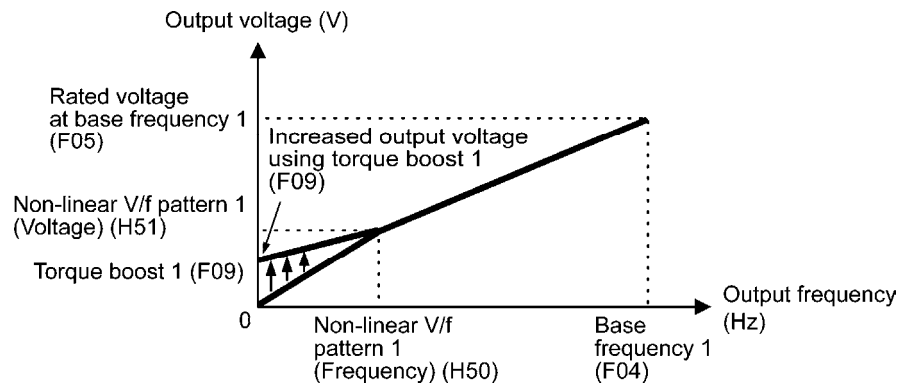 Output voltage (V)
Rated voltage
at base frequency 1
(F05)
Increased output voltage
using torque boost 1
(F09)
Non-linear V/f pattern 1
(Voltage) (H51)
Torque boost 1 (F09)
0
Non-linear V/f
pattern 1
(Frequency) (H50)
Base
frequency 1
(F04)
Output frequency
(Hz)